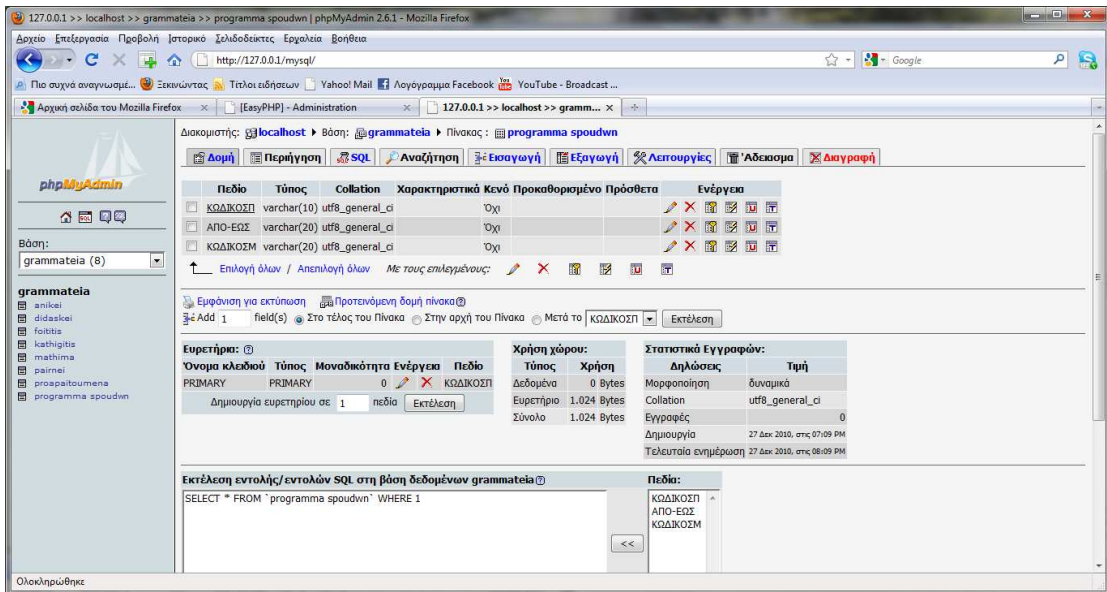 127.0.0.1 >> localhost >> grammateia >> programma spoudwn | phpMyAdmin 2.6.1 - Mozilla Firefox
Αρχείο Επεξεργασία Προβολή Ιστορικό Σελιδοδείκτες Εργαλεία Βοήθεια
http://127.0.0.1/mysql/
Google
Πιο συχνά αναγνωσμέ... Ξεκινώντας Τίτλοι ειδήσεων Yahoo! Mail Λογόγραμμα Facebook YouTube - Broadcast ...
Αρχική σελίδα του Mozilla Firefox [EasyPHP] - Administration 127.0.0.1 >> localhost >> gramm...
phpMyAdmin
Βάση:
grammateia (8)
grammateia
anikei
didaskei
foititis
kathigitis
mathima
pairnei
proapaitoumena
programma spoudwn
Διακομιστής: localhost Βάση: grammateia Πίνακας : programma spoudwn
Δομή Περιήγηση SQL Αναζήτηση Εισαγωγή Εξαγωγή Λειτουργίες 'Αδειασμα Διαγραφή
Πεδίο Τύπος Collation Χαρακτηριστικά Κενό Προκαθορισμένο Πρόσθετα Ενέργεια
ΚΩΔΙΚΟΣΠ varchar(10) utf8_general_ci Όχι
ΑΠΟ-ΕΩΣ varchar(20) utf8_general_ci Όχι
ΚΩΔΙΚΟΣΜ varchar(20) utf8_general_ci Όχι
Επιλογή όλων / Απεπιλογή όλων Με τους επιλεγμένους:
Εμφάνιση για εκτύπωση Προτεινόμενη δομή πίνακα
Add 1 field(s) Στο τέλος του Πίνακα Στην αρχή του Πίνακα Μετά το ΚΩΔΙΚΟΣΠ Εκτέλεση
Ευρετήρια:
Όνομα κλειδιού Τύπος Μοναδικότητα Ενέργεια Πεδίο
PRIMARY PRIMARY 0 ΚΩΔΙΚΟΣΠ
Δημιουργία ευρετηρίου σε 1 πεδία Εκτέλεση
Χρήση χώρου:
Τύπος Χρήση
Δεδομένα 0 Bytes
Ευρετήριο 1.024 Bytes
Σύνολο 1.024 Bytes
Στατιστικά Εγγραφών:
Δηλώσεις Τιμή
Μορφοποίηση δυναμικά
Collation utf8_general_ci
Εγγραφές 0
Δημιουργία 27 Δεκ 2010, στις 07:09 PM
Τελευταία ενημέρωση 27 Δεκ 2010, στις 08:09 PM
Εκτέλεση εντολής/εντολών SQL στη βάση δεδομένων grammateia
SELECT * FROM `programma spoudwn` WHERE 1
<<
Πεδία:
ΚΩΔΙΚΟΣΠ
ΑΠΟ-ΕΩΣ
ΚΩΔΙΚΟΣΜ
Ολοκληρώθηκε